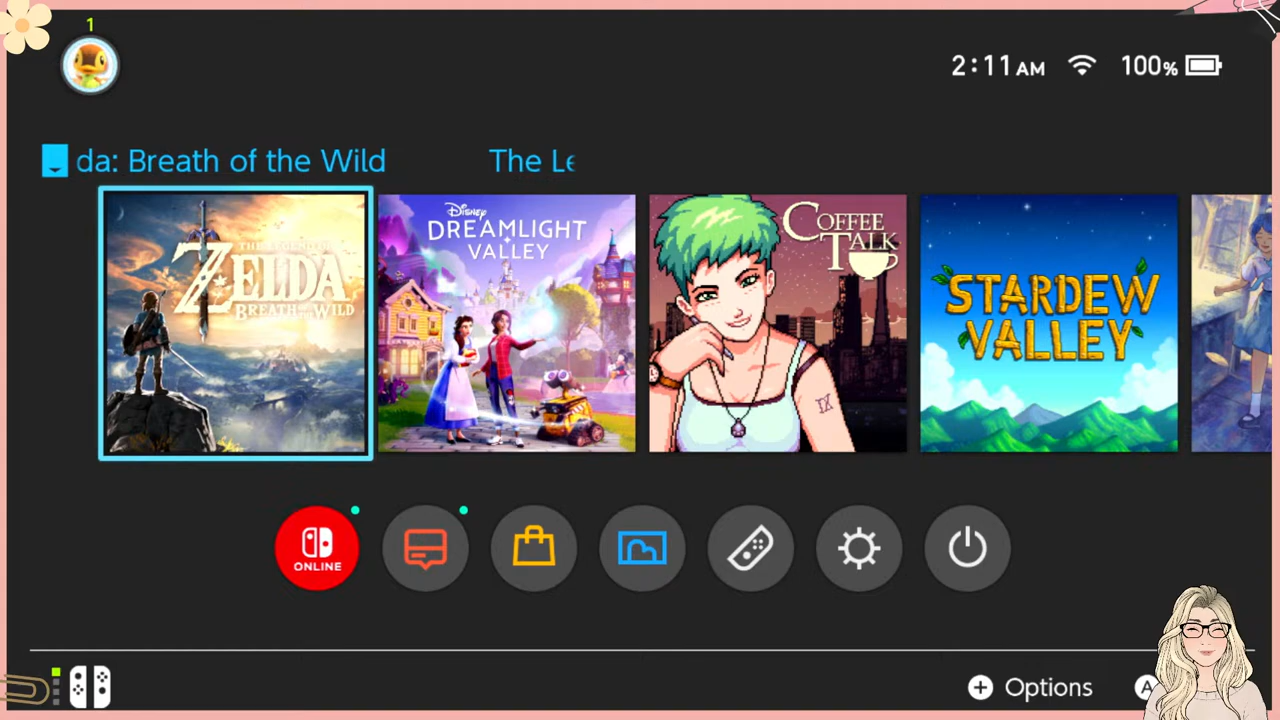 1
2:11 AM 100%
da: Breath of the Wild The Le
THE LEGEND OF
ZELDA
BREATH OF THE WILD
Disney
DREAMLIGHT
VALLEY
COFFEE
TALK
STARDEW
VALLEY
IX
ONLINE
+ Options
A